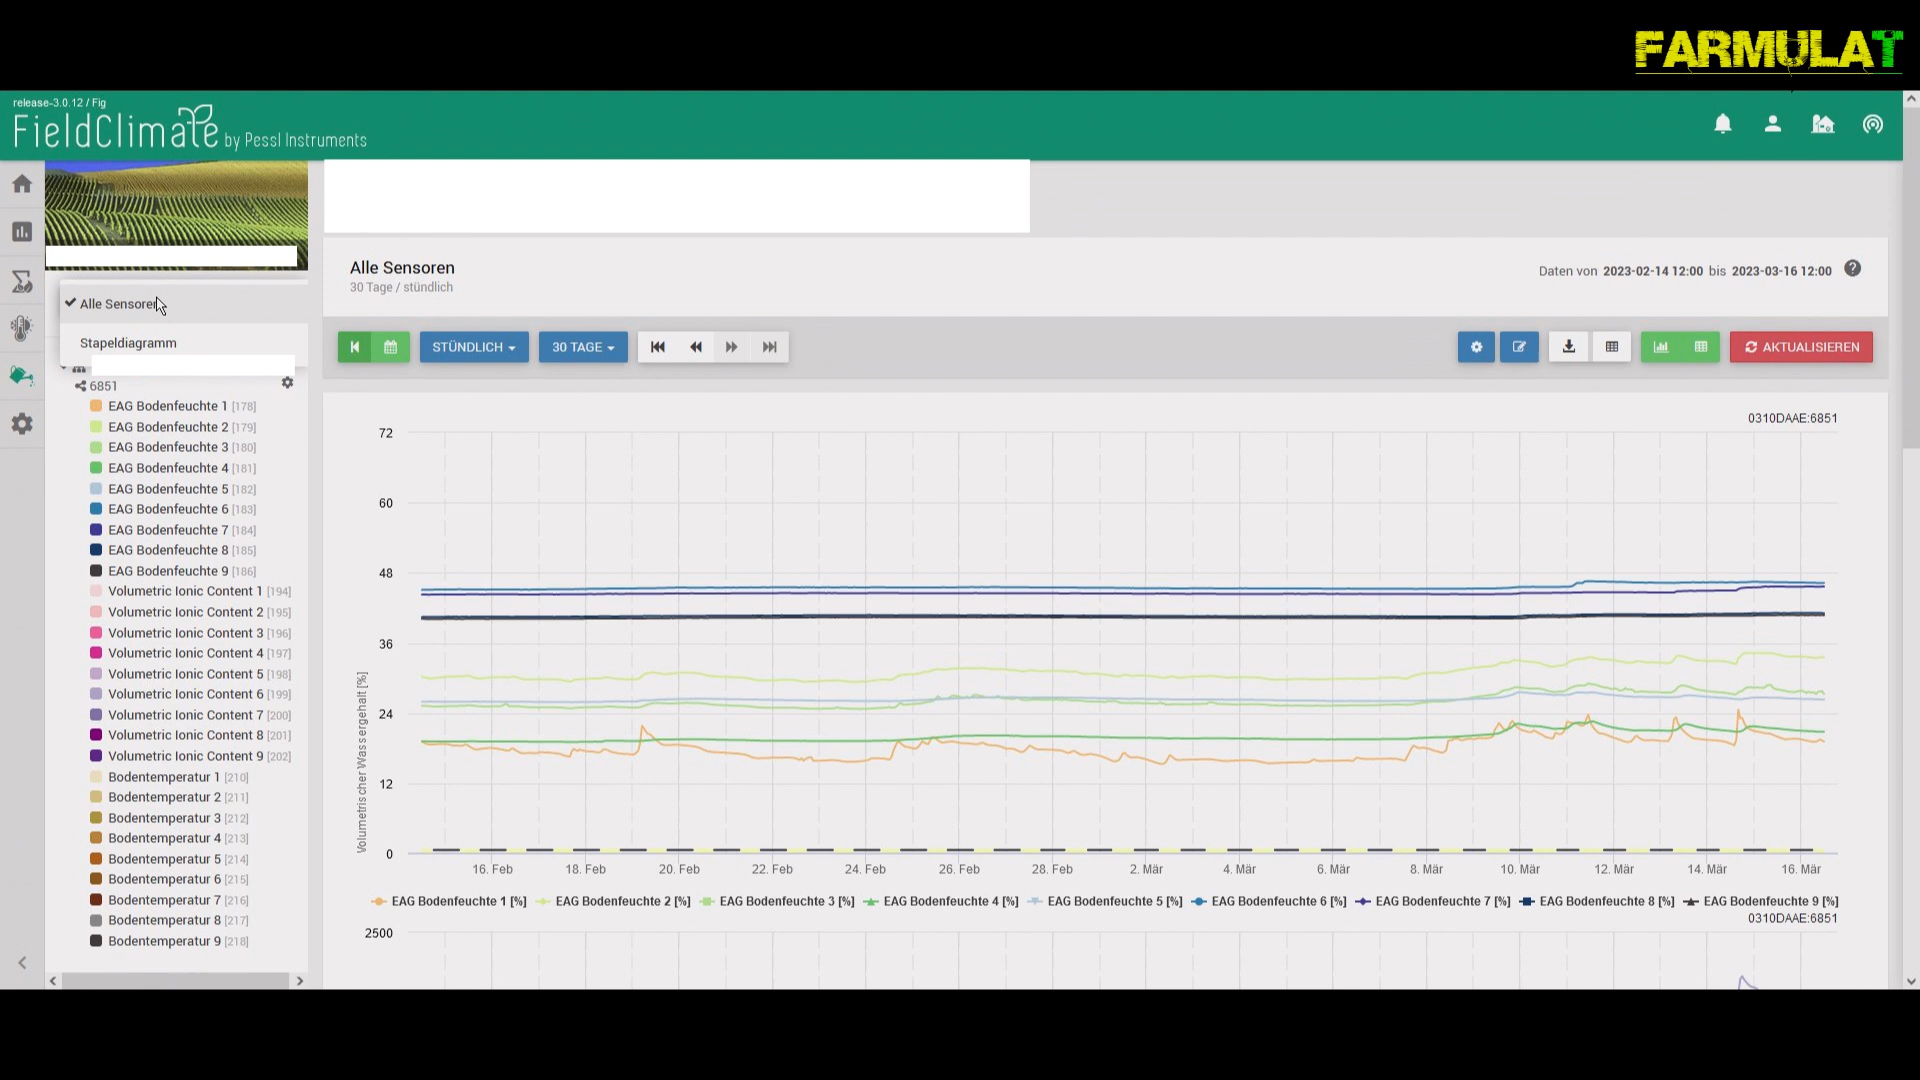 FARMULAT
release-3.0.12 / Fig
FieldClimate by Pessl Instruments
Alle Sensoren
Stapeldiagramm
6851
EAG Bodenfeuchte 1 [178]
EAG Bodenfeuchte 2 [179]
EAG Bodenfeuchte 3 [180]
EAG Bodenfeuchte 4 [181]
EAG Bodenfeuchte 5 [182]
EAG Bodenfeuchte 6 [183]
EAG Bodenfeuchte 7 [184]
EAG Bodenfeuchte 8 [185]
EAG Bodenfeuchte 9 [186]
Volumetric Ionic Content 1 [194]
Volumetric Ionic Content 2 [195]
Volumetric Ionic Content 3 [196]
Volumetric Ionic Content 4 [197]
Volumetric Ionic Content 5 [198]
Volumetric Ionic Content 6 [199]
Volumetric Ionic Content 7 [200]
Volumetric Ionic Content 8 [201]
Volumetric Ionic Content 9 [202]
Bodentemperatur 1 [210]
Bodentemperatur 2 [211]
Bodentemperatur 3 [212]
Bodentemperatur 4 [213]
Bodentemperatur 5 [214]
Bodentemperatur 6 [215]
Bodentemperatur 7 [216]
Bodentemperatur 8 [217]
Bodentemperatur 9 [218]
Alle Sensoren
30 Tage / stündlich
Daten von 2023-02-14 12:00 bis 2023-03-16 12:00
STÜNDLICH 30 TAGE AKTUALISIEREN
0310DAAE:6851
72
60
48
36
24
12
0
Volumetrischer Wassergehalt [%]
16. Feb 18. Feb 20. Feb 22. Feb 24. Feb 26. Feb 28. Feb 2. Mär 4. Mär 6. Mär 8. Mär 10. Mär 12. Mär 14. Mär 16. Mär
EAG Bodenfeuchte 1 [%] EAG Bodenfeuchte 2 [%] EAG Bodenfeuchte 3 [%] EAG Bodenfeuchte 4 [%] EAG Bodenfeuchte 5 [%] EAG Bodenfeuchte 6 [%] EAG Bodenfeuchte 7 [%] EAG Bodenfeuchte 8 [%] EAG Bodenfeuchte 9 [%]
0310DAAE:6851
2500